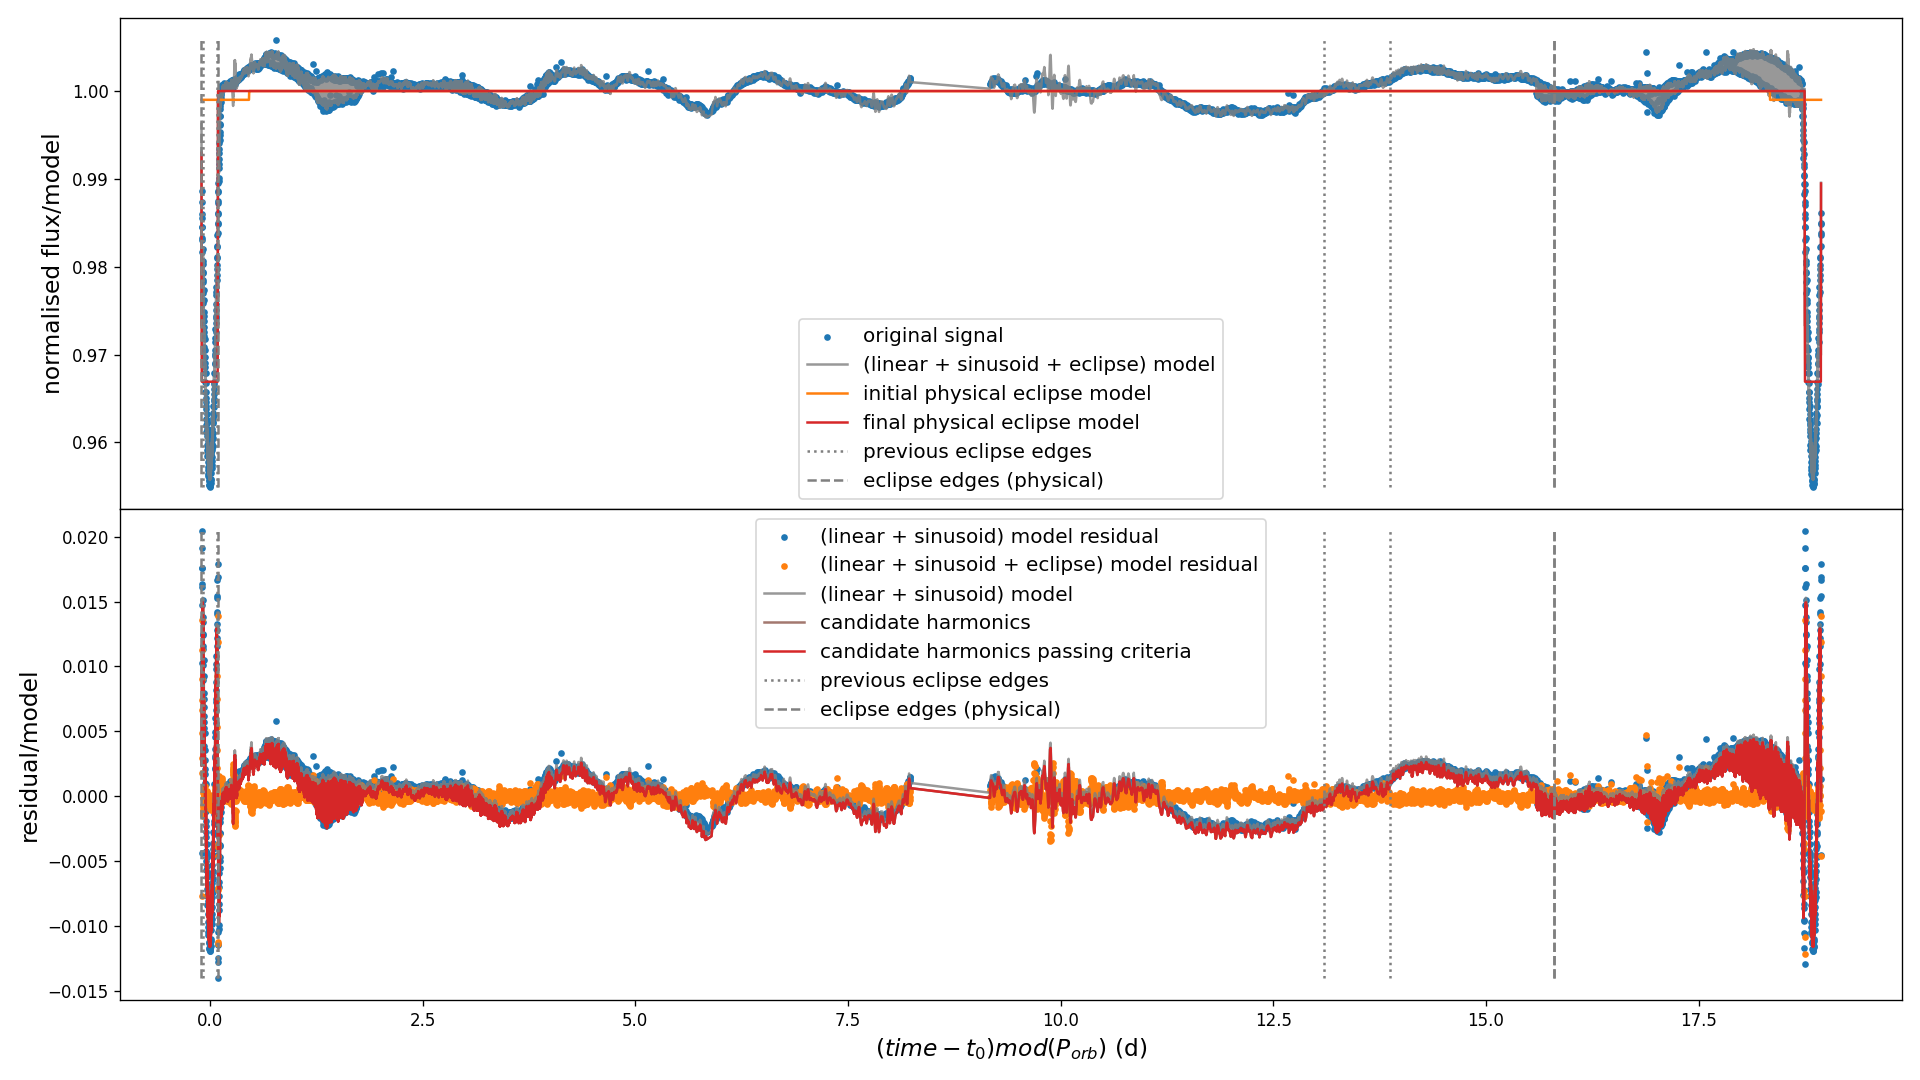 normalised flux/model
1.00
0.99
0.98
0.97
0.96
original signal
(linear + sinusoid + eclipse) model
initial physical eclipse model
final physical eclipse model
previous eclipse edges
eclipse edges (physical)
residual/model
0.020
0.015
0.010
0.005
0.000
−0.005
−0.010
−0.015
(linear + sinusoid) model residual
(linear + sinusoid + eclipse) model residual
(linear + sinusoid) model
candidate harmonics
candidate harmonics passing criteria
previous eclipse edges
eclipse edges (physical)
0.0 2.5 5.0 7.5 10.0 12.5 15.0 17.5
(time − t₀)mod(P_orb) (d)